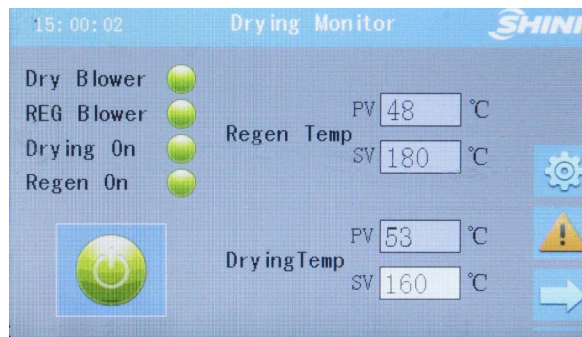 15:00:02 Drying Monitor SHINI
Dry Blower
REG Blower
Drying On
Regen On
Regen Temp
PV 48 ℃
SV 180 ℃
DryingTemp
PV 53 ℃
SV 160 ℃